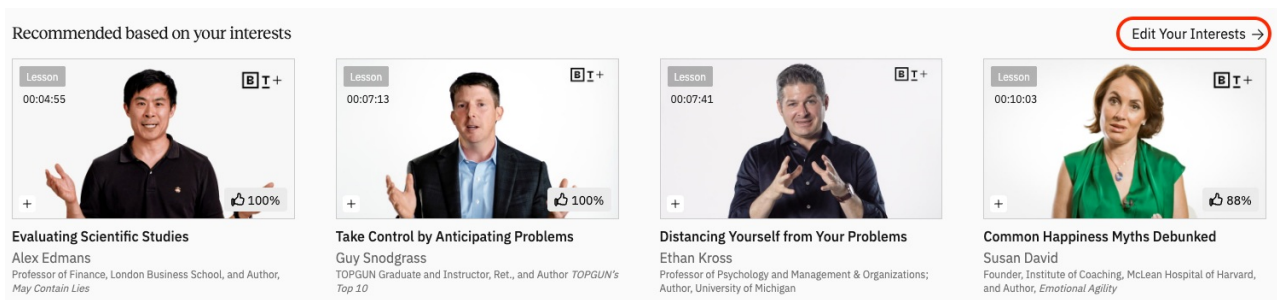 Recommended based on your interests
Edit Your Interests →
Lesson
00:04:55
B T+
+
100%
Evaluating Scientific Studies
Alex Edmans
Professor of Finance, London Business School, and Author,
May Contain Lies
Lesson
00:07:13
B T+
+
100%
Take Control by Anticipating Problems
Guy Snodgrass
TOPGUN Graduate and Instructor, Ret., and Author TOPGUN's
Top 10
Lesson
00:07:41
B T+
+
Distancing Yourself from Your Problems
Ethan Kross
Professor of Psychology and Management & Organizations;
Author, University of Michigan
Lesson
00:10:03
B T+
+
88%
Common Happiness Myths Debunked
Susan David
Founder, Institute of Coaching, McLean Hospital of Harvard,
and Author, Emotional Agility